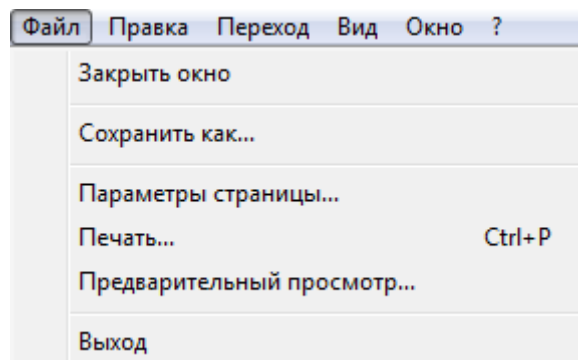 Файл Правка Переход Вид Окно ?
Закрыть окно
Сохранить как...
Параметры страницы...
Печать... Ctrl+P
Предварительный просмотр...
Выход